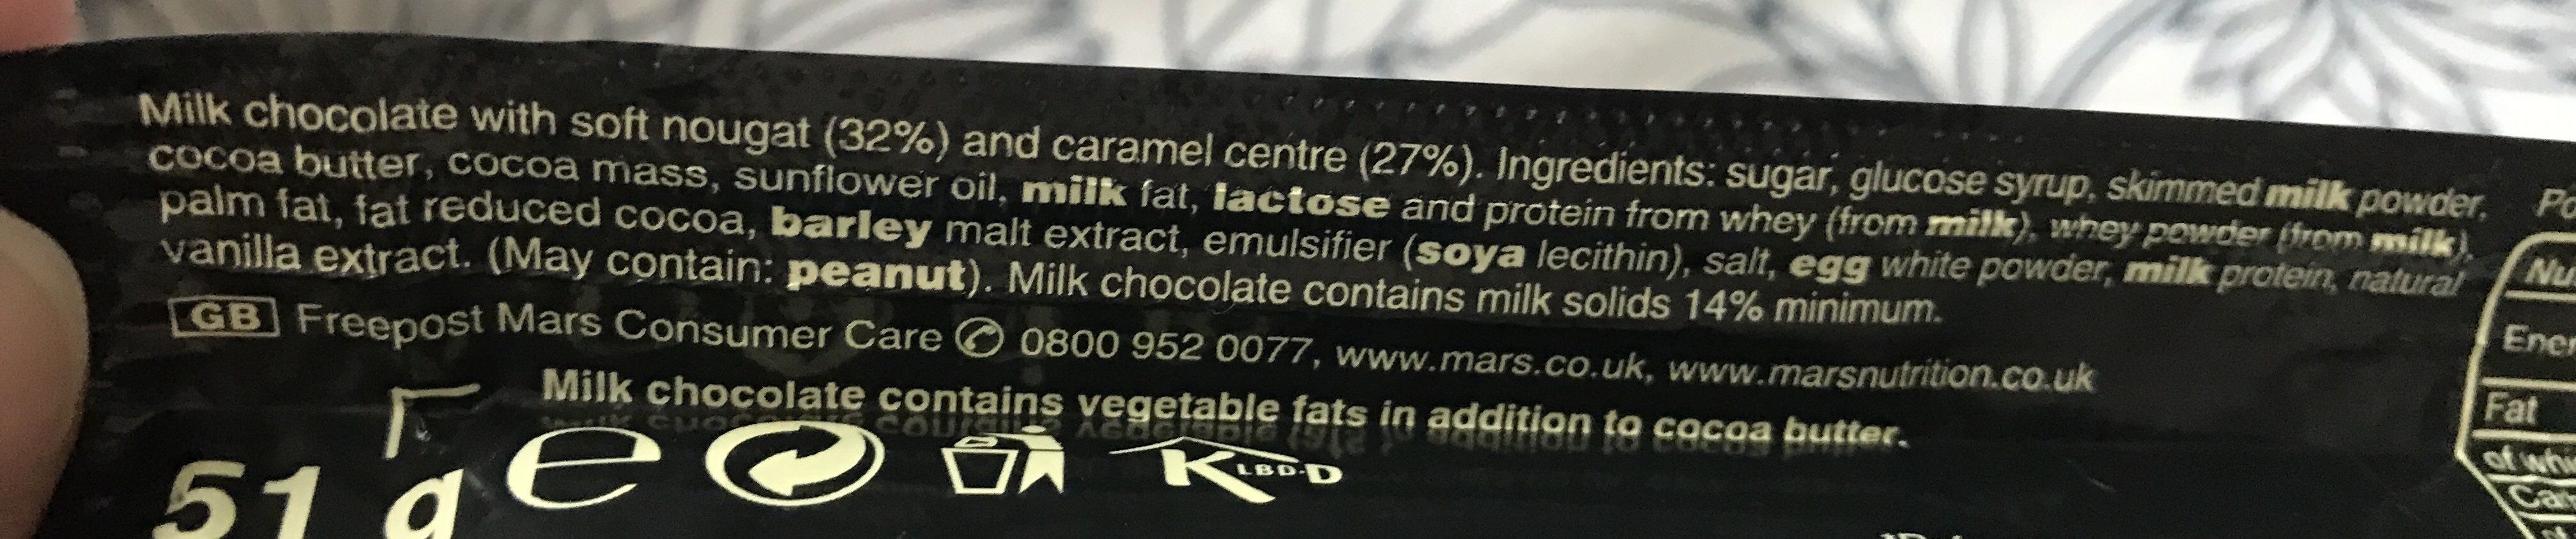 Milk chocolate with soft nougat (32%) and caramel centre (27%). Ingredients: sugar, glucose syrup, skimmed milk powder,
cocoa butter, cocoa mass, sunflower oil, milk fat, lactose and protein from whey (from milk), whey powder (from milk),
palm fat, fat reduced cocoa, barley malt extract, emulsifier (soya lecithin), salt, egg white powder, milk protein, natural
vanilla extract. (May contain: peanut). Milk chocolate contains milk solids 14% minimum.
GB Freepost Mars Consumer Care 0800 952 0077, www.mars.co.uk, www.marsnutrition.co.uk
Milk chocolate contains vegetable fats in addition to cocoa butter.
51 g e K LBD-D
Fat